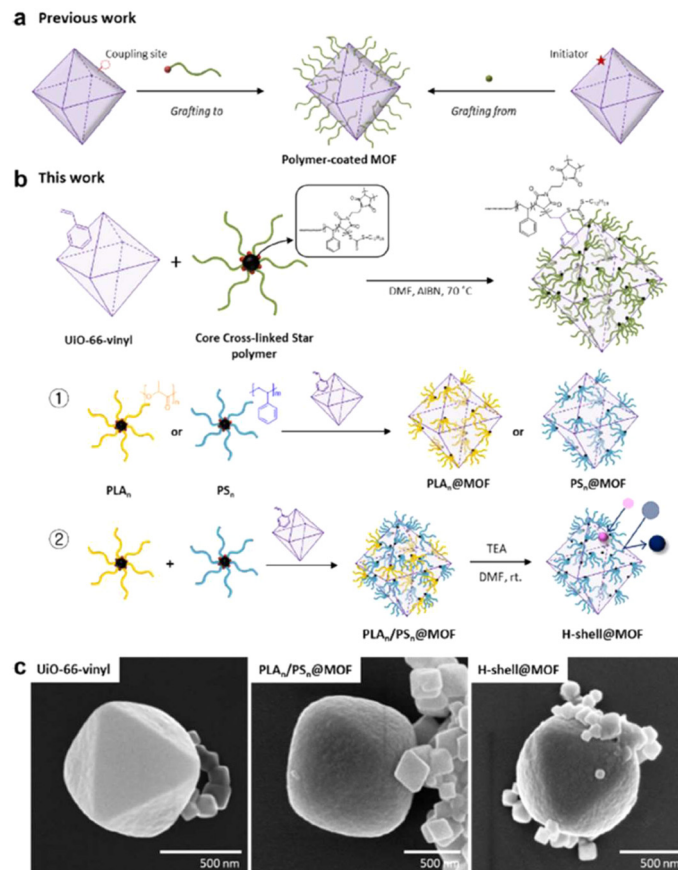 a Previous work
Coupling site
Initiator
Grafting to
Grafting from
Polymer-coated MOF
b This work
+
DMF, AIBN, 70 ˚C
UiO-66-vinyl
Core Cross-linked Star
polymer
①
or
or
PLAₙ
PSₙ
PLAₙ@MOF
PSₙ@MOF
②
+
TEA
DMF, rt.
PLAₙ/PSₙ@MOF
H-shell@MOF
c
UiO-66-vinyl
PLAₙ/PSₙ@MOF
H-shell@MOF
500 nm
500 nm
500 nm